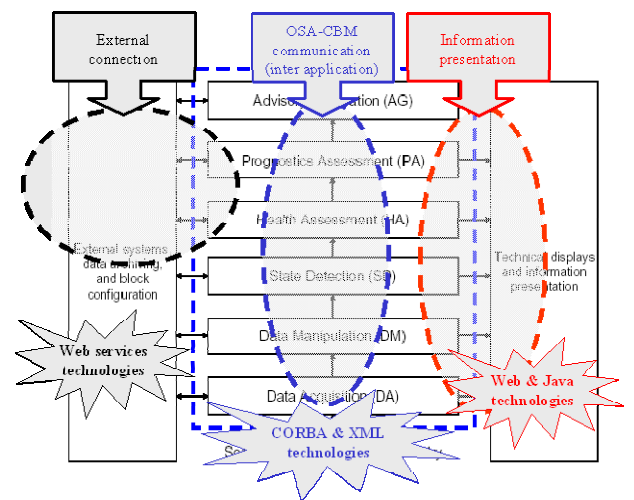 External
connection
OSA-CBM
communication
(inter application)
Information
presentation
(AG)
Prognostics Assessment (PA)
Health Assessment (HA)
External systems,
data archiving,
and block
configuration
State Detection (SD)
Technical displays
and information
presentation
Data Manipulation (DM)
Web services
technologies
Data Acquisition (DA)
Web & Java
technologies
CORBA & XML
technologies